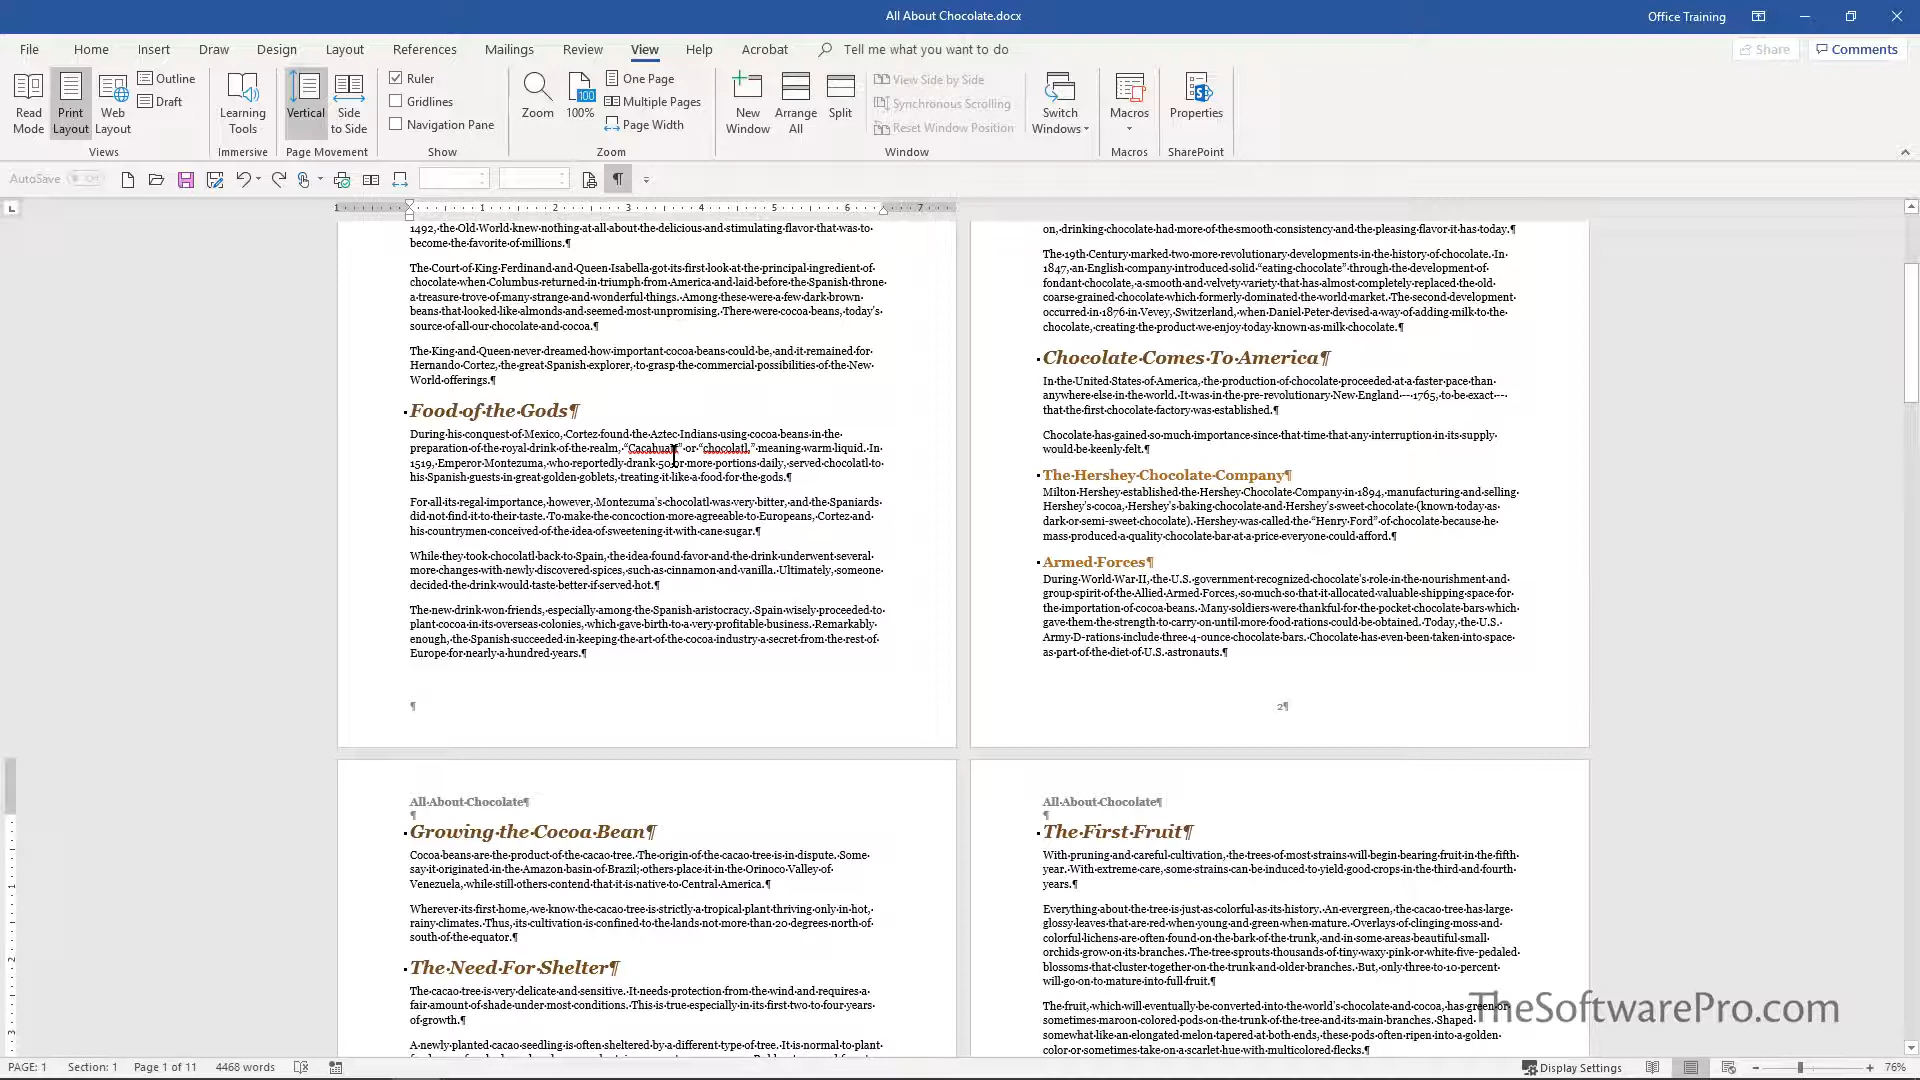 All About Chocolate.docx
Office Training
File Home Insert Draw Design Layout References Mailings Review View Help Acrobat Tell me what you want to do
Share Comments
Read Mode
Print Layout
Web Layout
Outline
Draft
Views
Learning Tools
Immersive
Vertical
Side to Side
Page Movement
Ruler
Gridlines
Navigation Pane
Show
Zoom
100
100%
One Page
Multiple Pages
Page Width
Zoom
New Window
Arrange All
Split
View Side by Side
Synchronous Scrolling
Reset Window Position
Window
Switch Windows
Macros
Macros
Properties
SharePoint
AutoSave
1 1 2 3 4 5 6 7
1492, the Old World knew nothing at all about the delicious and stimulating flavor that was to
become the favorite of millions.¶
The Court of King Ferdinand and Queen Isabella got its first look at the principal ingredient of
chocolate when Columbus returned in triumph from America and laid before the Spanish throne
a treasure trove of many strange and wonderful things. Among these were a few dark brown
beans that looked like almonds and seemed most unpromising. There were cocoa beans, today's
source of all our chocolate and cocoa.¶
The King and Queen never dreamed how important cocoa beans could be, and it remained for
Hernando Cortez, the great Spanish explorer, to grasp the commercial possibilities of the New
World offerings.¶
Food of the Gods¶
During his conquest of Mexico, Cortez found the Aztec Indians using cocoa beans in the
preparation of the royal drink of the realm, “Cacahuatt” or “chocolatl,” meaning warm liquid. In
1519, Emperor Montezuma, who reportedly drank 50 or more portions daily, served chocolatl to
his Spanish guests in great golden goblets, treating it like a food for the gods.¶
For all its regal importance, however, Montezuma's chocolatl was very bitter, and the Spaniards
did not find it to their taste. To make the concoction more agreeable to Europeans, Cortez and
his countrymen conceived of the idea of sweetening it with cane sugar.¶
While they took chocolatl back to Spain, the idea found favor and the drink underwent several
more changes with newly discovered spices, such as cinnamon and vanilla. Ultimately, someone
decided the drink would taste better if served hot.¶
The new drink won friends, especially among the Spanish aristocracy. Spain wisely proceeded to
plant cocoa in its overseas colonies, which gave birth to a very profitable business. Remarkably
enough, the Spanish succeeded in keeping the art of the cocoa industry a secret from the rest of
Europe for nearly a hundred years.¶
¶
on, drinking chocolate had more of the smooth consistency and the pleasing flavor it has today.¶
The 19th Century marked two more revolutionary developments in the history of chocolate. In
1847, an English company introduced solid “eating chocolate” through the development of
fondant chocolate, a smooth and velvety variety that has almost completely replaced the old
coarse grained chocolate which formerly dominated the world market. The second development
occurred in 1876 in Vevey, Switzerland, when Daniel Peter devised a way of adding milk to the
chocolate, creating the product we enjoy today known as milk chocolate.¶
Chocolate Comes To America¶
In the United States of America, the production of chocolate proceeded at a faster pace than
anywhere else in the world. It was in the pre-revolutionary New England -- 1765, to be exact --
that the first chocolate factory was established.¶
Chocolate has gained so much importance since that time that any interruption in its supply
would be keenly felt.¶
The Hershey Chocolate Company¶
Milton Hershey established the Hershey Chocolate Company in 1894, manufacturing and selling
Hershey's cocoa, Hershey's baking chocolate and Hershey's sweet chocolate (known today as
dark or semi-sweet chocolate). Hershey was called the “Henry Ford” of chocolate because he
mass produced a quality chocolate bar at a price everyone could afford.¶
Armed Forces¶
During World War II, the U.S. government recognized chocolate's role in the nourishment and
group spirit of the Allied Armed Forces, so much so that it allocated valuable shipping space for
the importation of cocoa beans. Many soldiers were thankful for the pocket chocolate bars which
gave them the strength to carry on until more food rations could be obtained. Today, the U.S.
Army D-rations include three 4-ounce chocolate bars. Chocolate has even been taken into space
as part of the diet of U.S. astronauts.¶
2¶
All About Chocolate¶
¶
Growing the Cocoa Bean¶
Cocoa beans are the product of the cacao tree. The origin of the cacao tree is in dispute. Some
say it originated in the Amazon basin of Brazil; others place it in the Orinoco Valley of
Venezuela, while still others contend that it is native to Central America.¶
Wherever its first home, we know the cacao tree is strictly a tropical plant thriving only in hot,
rainy climates. Thus, its cultivation is confined to the lands not more than 20 degrees north of
south of the equator.¶
The Need For Shelter¶
The cacao tree is very delicate and sensitive. It needs protection from the wind and requires a
fair amount of shade under most conditions. This is true especially in its first two to four years
of growth.¶
A newly planted cacao seedling is often sheltered by a different type of tree. It is normal to plant
All About Chocolate¶
¶
The First Fruit¶
With pruning and careful cultivation, the trees of most strains will begin bearing fruit in the fifth
year. With extreme care, some strains can be induced to yield good crops in the third and fourth
years.¶
Everything about the tree is just as colorful as its history. An evergreen, the cacao tree has large
glossy leaves that are red when young and green when mature. Overlays of clinging moss and
colorful lichens are often found on the bark of the trunk, and in some areas beautiful small
orchids grow on its branches. The tree sprouts thousands of tiny waxy pink or white five-pedaled
blossoms that cluster together on the trunk and older branches. But, only three to 10 percent
will go on to mature into full fruit.¶
The fruit, which will eventually be converted into the world's chocolate and cocoa, has green or
sometimes maroon colored pods on the trunk of the tree and its main branches. Shaped
somewhat like an elongated melon tapered at both ends, these pods often ripen into a golden
color or sometimes take on a scarlet hue with multicolored flecks.¶
TheSoftwarePro.com
PAGE: 1 Section: 1 Page 1 of 11 4468 words
Display Settings
76%